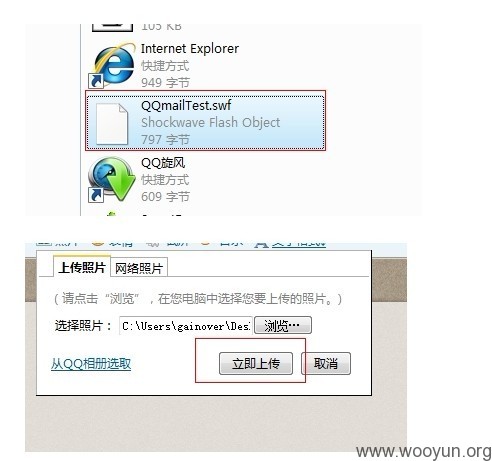 105 KB
Internet Explorer
快捷方式
949 字节
QQmailTest.swf
Shockwave Flash Object
797 字节
QQ旋风
快捷方式
609 字节
上传照片 网络照片
( 请点击“浏览”，在您电脑中选择您要上传的照片。)
选择照片： C:\Users\gainover\Des: 浏览…
从QQ相册选取 立即上传 取消
www.wooyun.org